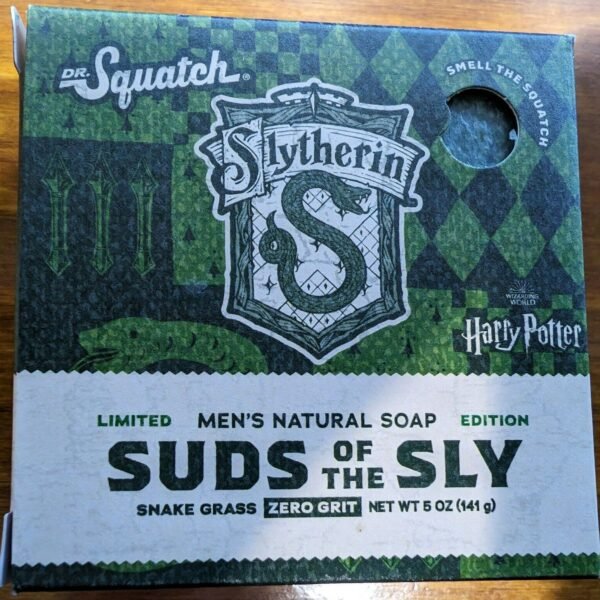 DR. Squatch®
SMELL THE SQUATCH
Slytherin
WIZARDING
WORLD
Harry Potter
LIMITED MEN'S NATURAL SOAP EDITION
SUDS OF THE SLY
SNAKE GRASS ZERO GRIT NET WT 5 OZ (141 g)